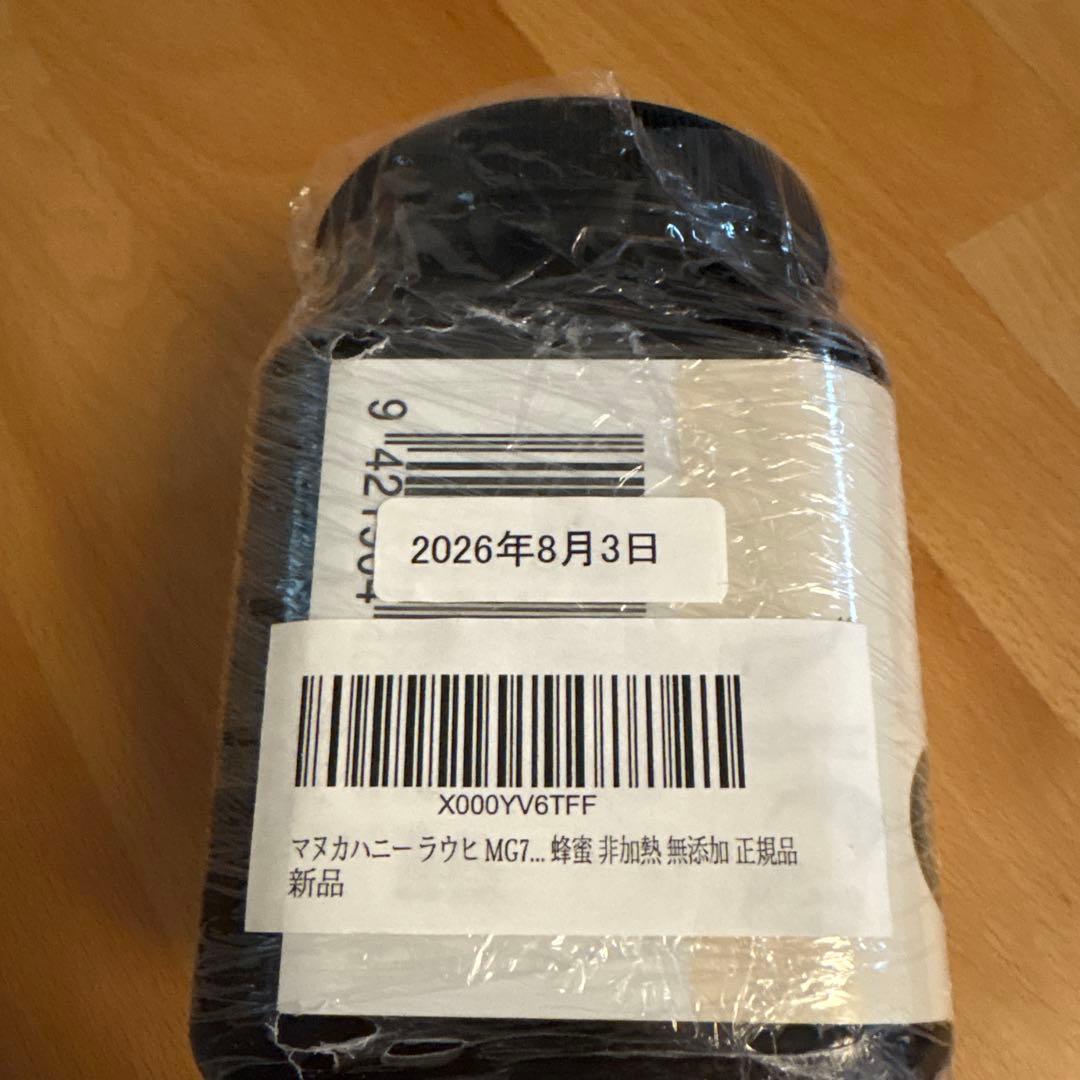 9 421904
2026年8月3日
X000YV6TFF
マヌカハニー ラウヒ MG7... 蜂蜜 非加熱 無添加 正規品
新品